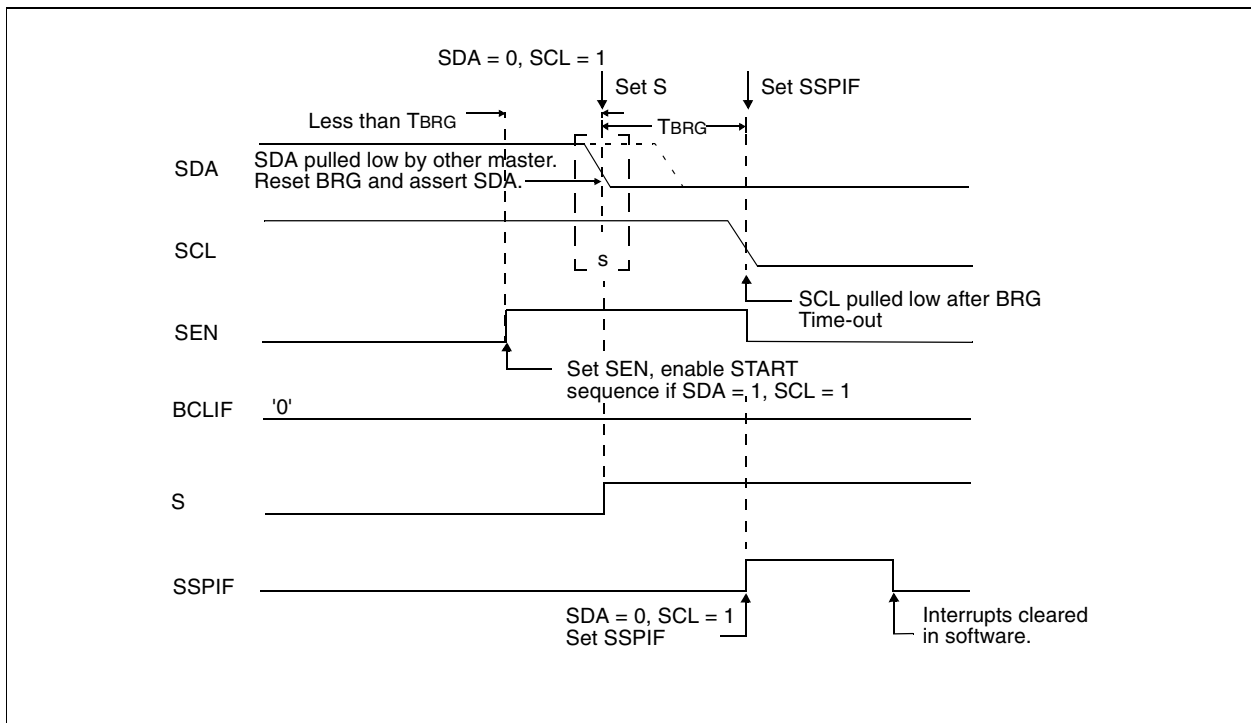 SDA = 0, SCL = 1
Set S
Set SSPIF
Less than TBRG
TBRG
SDA
SDA pulled low by other master.
Reset BRG and assert SDA.
SCL
s
SCL pulled low after BRG
Time-out
SEN
Set SEN, enable START
sequence if SDA = 1, SCL = 1
BCLIF
'0'
S
SSPIF
SDA = 0, SCL = 1
Set SSPIF
Interrupts cleared
in software.